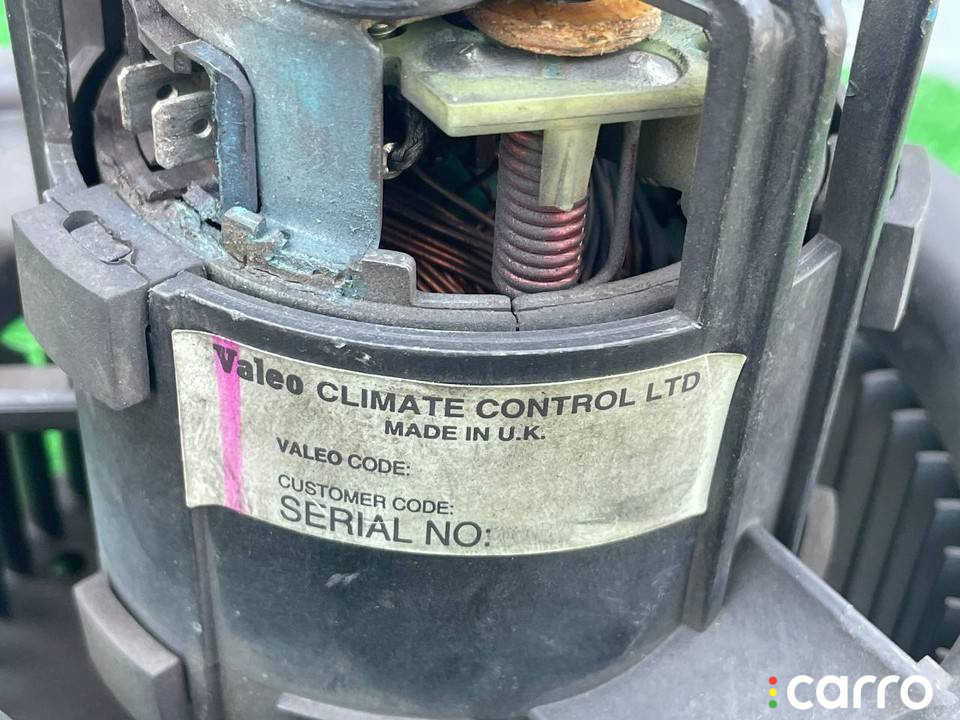 Valeo CLIMATE CONTROL LTD
MADE IN U.K.
VALEO CODE:
CUSTOMER CODE:
SERIAL NO:
carro